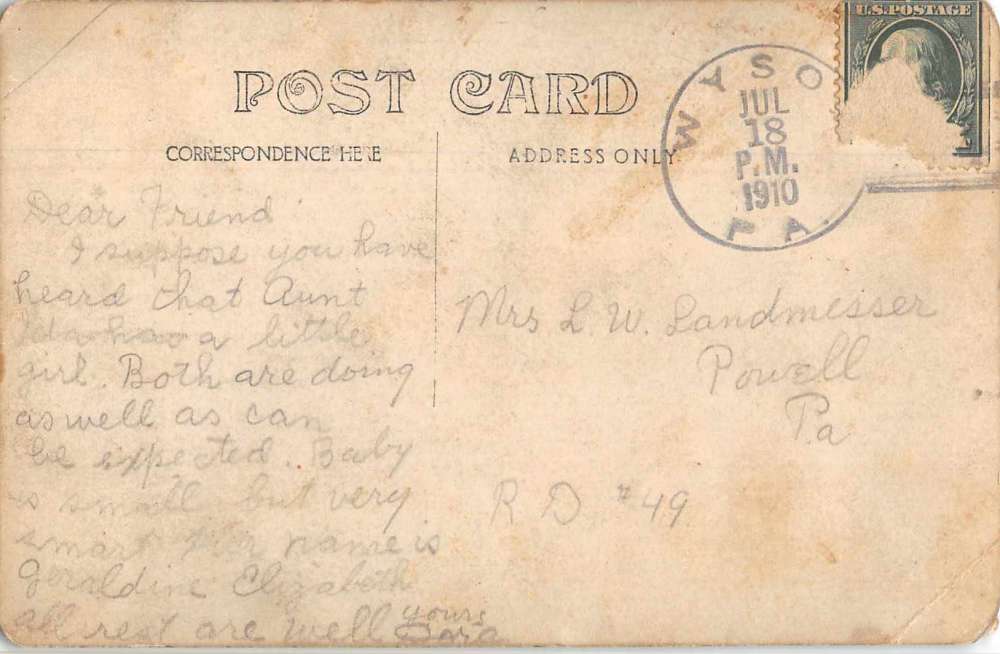 POST CARD
CORRESPONDENCE HERE
ADDRESS ONLY
U.S. POSTAGE
WYSO
JUL
18
P.M.
1910
PA.
Dear Friend
I suppose you have
heard that Aunt
Ida has a little
girl. Both are doing
as well as can
be expected. Baby
is small but very
smart Her name is
Geraldine Elizabeth
all rest are well yours
Mrs L. W. Landmesser
Powell
Pa
R D #49